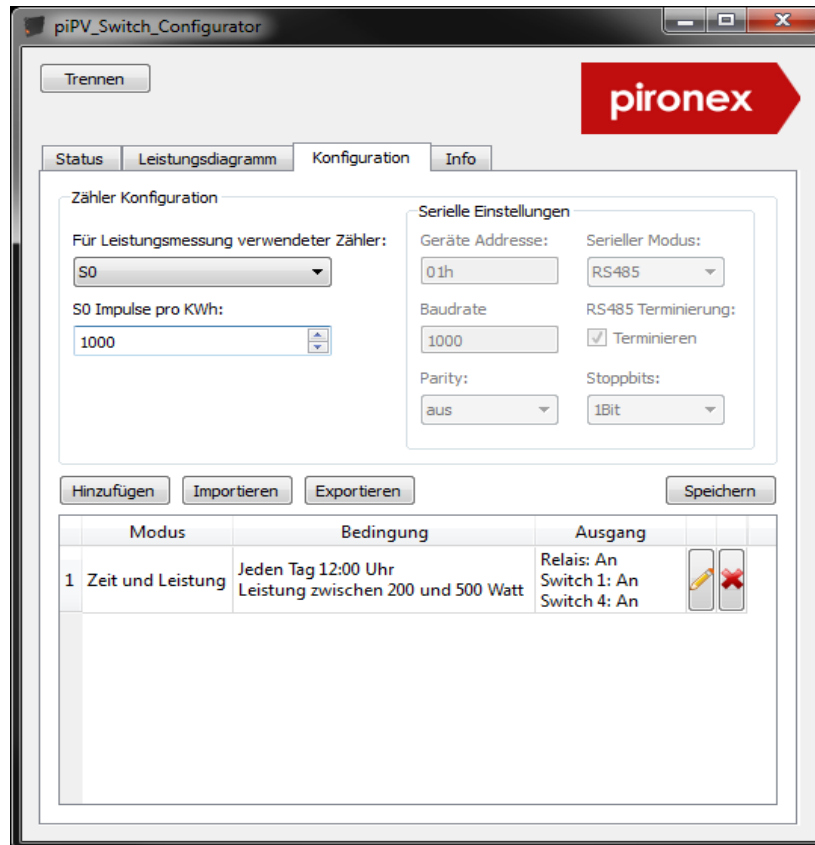 piPV_Switch_Configurator
Trennen
pironex
Status Leistungsdiagramm Konfiguration Info
Zähler Konfiguration
Für Leistungsmessung verwendeter Zähler:
S0
S0 Impulse pro KWh:
1000
Serielle Einstellungen
Geräte Addresse: Serieller Modus:
01h RS485
Baudrate RS485 Terminierung:
1000 Terminieren
Parity: Stoppbits:
aus 1Bit
Hinzufügen Importieren Exportieren Speichern
Modus Bedingung Ausgang
1 Zeit und Leistung
Jeden Tag 12:00 Uhr
Leistung zwischen 200 und 500 Watt
Relais: An
Switch 1: An
Switch 4: An